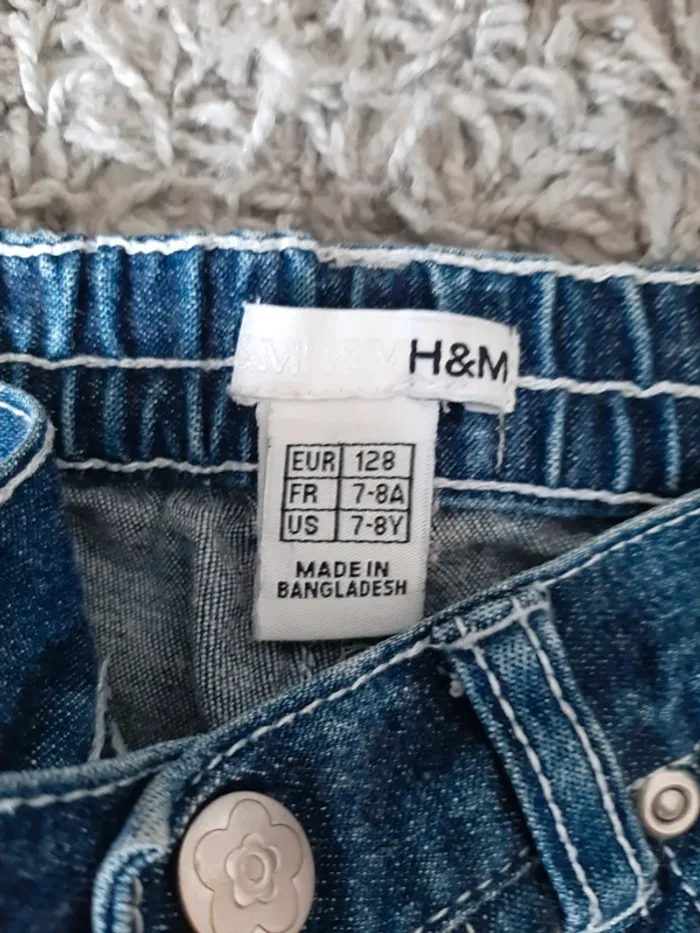 H&M
EUR 128
FR 7-8A
US 7-8Y
MADE IN
BANGLADESH